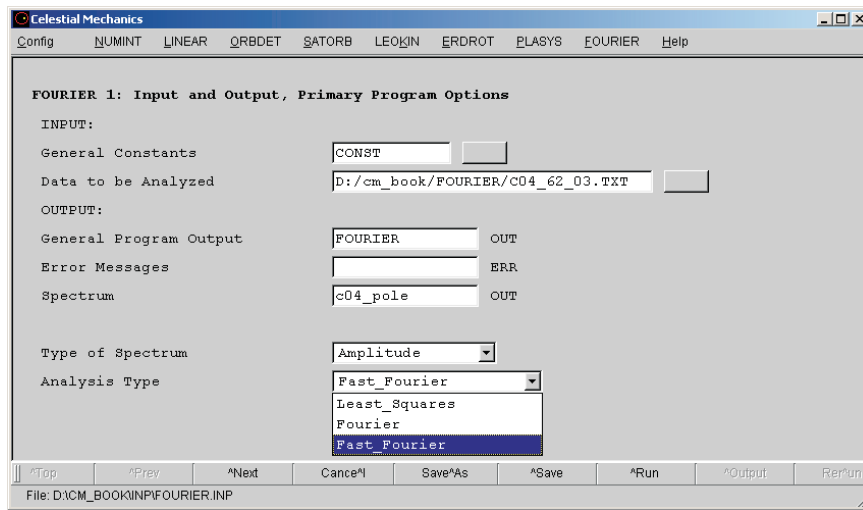 Celestial Mechanics
Config NUMINT LINEAR ORBDET SATORB LEOKIN ERDROT PLASYS FOURIER Help
FOURIER 1: Input and Output, Primary Program Options
INPUT:
General Constants CONST
Data to be Analyzed D:/cm_book/FOURIER/C04_62_03.TXT
OUTPUT:
General Program Output FOURIER OUT
Error Messages ERR
Spectrum c04_pole OUT
Type of Spectrum Amplitude
Analysis Type Fast_Fourier
Least_Squares
Fourier
Fast_Fourier
^Top ^Prev ^Next Cance^l Save^As ^Save ^Run ^Output Rer^un
File: D:\CM_BOOK\INP\FOURIER.INP